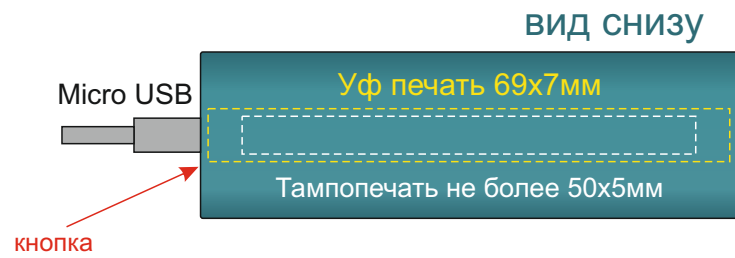 вид снизу
Уф печать 69х7мм
Micro USB
Тампопечать не более 50х5мм
кнопка